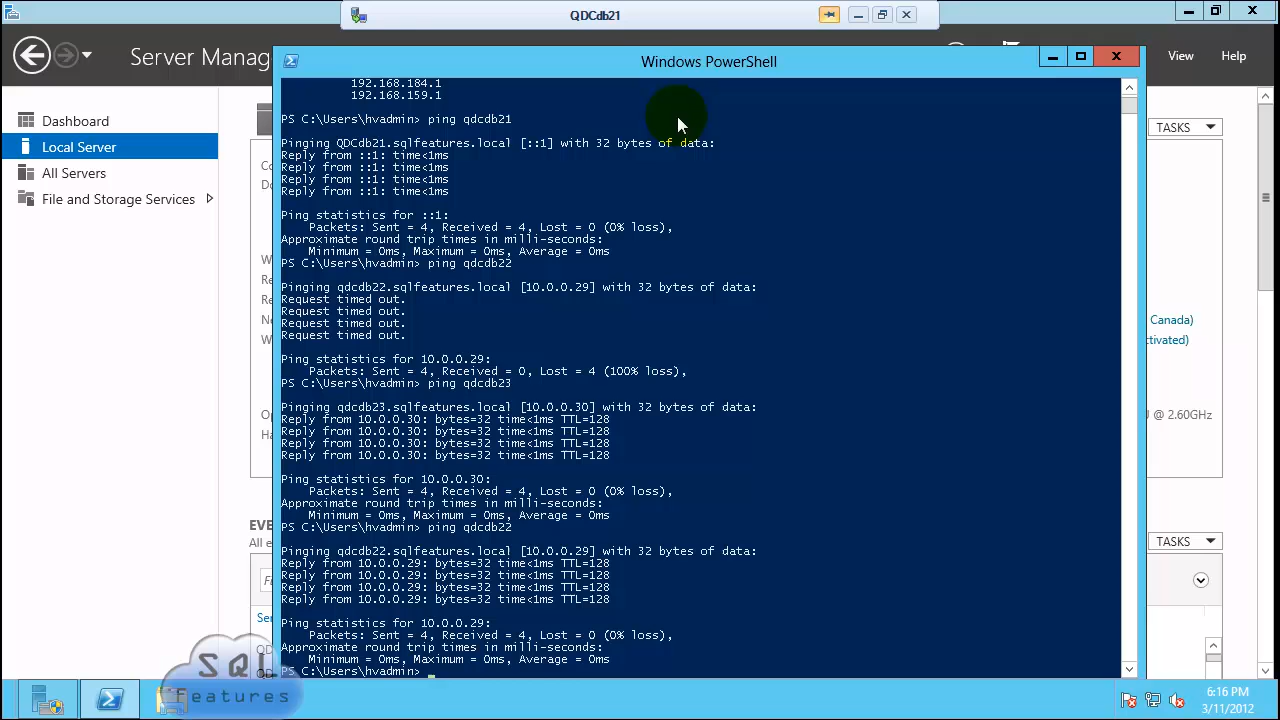 QDCdb21
Server Manag
View
Help
Windows PowerShell
Dashboard
Local Server
All Servers
File and Storage Services
TASKS
192.168.184.1
192.168.159.1
PS C:\Users\hvadmin> ping qdcdb21
Pinging QDCdb21.sqlfeatures.local [::1] with 32 bytes of data:
Reply from ::1: time<1ms
Reply from ::1: time<1ms
Reply from ::1: time<1ms
Reply from ::1: time<1ms
Ping statistics for ::1:
Packets: Sent = 4, Received = 4, Lost = 0 (0% loss),
Approximate round trip times in milli-seconds:
Minimum = 0ms, Maximum = 0ms, Average = 0ms
PS C:\Users\hvadmin> ping qdcdb22
Pinging qdcdb22.sqlfeatures.local [10.0.0.29] with 32 bytes of data:
Request timed out.
Request timed out.
Request timed out.
Request timed out.
Ping statistics for 10.0.0.29:
Packets: Sent = 4, Received = 0, Lost = 4 (100% loss),
PS C:\Users\hvadmin> ping qdcdb23
Pinging qdcdb23.sqlfeatures.local [10.0.0.30] with 32 bytes of data:
Reply from 10.0.0.30: bytes=32 time<1ms TTL=128
Reply from 10.0.0.30: bytes=32 time<1ms TTL=128
Reply from 10.0.0.30: bytes=32 time<1ms TTL=128
Reply from 10.0.0.30: bytes=32 time<1ms TTL=128
Ping statistics for 10.0.0.30:
Packets: Sent = 4, Received = 4, Lost = 0 (0% loss),
Approximate round trip times in milli-seconds:
Minimum = 0ms, Maximum = 0ms, Average = 0ms
PS C:\Users\hvadmin> ping qdcdb22
Pinging qdcdb22.sqlfeatures.local [10.0.0.29] with 32 bytes of data:
Reply from 10.0.0.29: bytes=32 time<1ms TTL=128
Reply from 10.0.0.29: bytes=32 time<1ms TTL=128
Reply from 10.0.0.29: bytes=32 time<1ms TTL=128
Reply from 10.0.0.29: bytes=32 time<1ms TTL=128
Ping statistics for 10.0.0.29:
Packets: Sent = 4, Received = 4, Lost = 0 (0% loss),
Approximate round trip times in milli-seconds:
Minimum = 0ms, Maximum = 0ms, Average = 0ms
PS C:\Users\hvadmin>
Canada)
tivated)
U @ 2.60GHz
EVE
All e
TASKS
Ser
SQL
Features
6:16 PM
3/11/2012